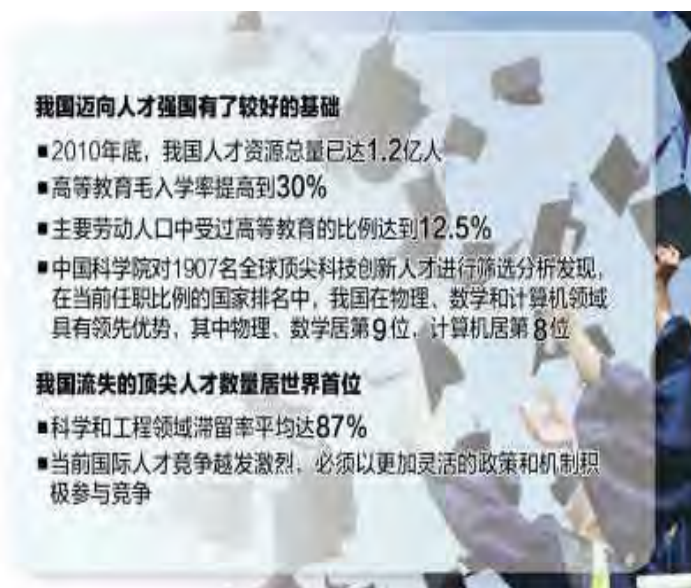 我国迈向人才强国有了较好的基础
■2010年底，我国人才资源总量已达1.2亿人
■高等教育毛入学率提高到30%
■主要劳动人口中受过高等教育的比例达到12.5%
■中国科学院对1907名全球顶尖科技创新人才进行筛选分析发现，
在当前任职比例的国家排名中，我国在物理、数学和计算机领域
具有领先优势，其中物理、数学居第9位，计算机居第8位
我国流失的顶尖人才数量居世界首位
■科学和工程领域滞留率平均达87%
■当前国际人才竞争越发激烈，必须以更加灵活的政策和机制积
极参与竞争